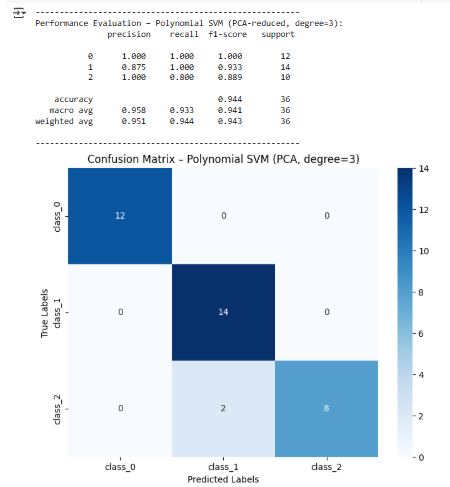 ------------------------------------------------------
Performance Evaluation – Polynomial SVM (PCA-reduced, degree=3):
precision recall f1-score support
0 1.000 1.000 1.000 12
1 0.875 1.000 0.933 14
2 1.000 0.800 0.889 10
accuracy 0.944 36
macro avg 0.958 0.933 0.941 36
weighted avg 0.951 0.944 0.943 36
------------------------------------------------------
Confusion Matrix – Polynomial SVM (PCA, degree=3)
True Labels
class_0
12 0 0
class_1
0 14 0
class_2
0 2 8
class_0 class_1 class_2
Predicted Labels
14
12
10
8
6
4
2
0